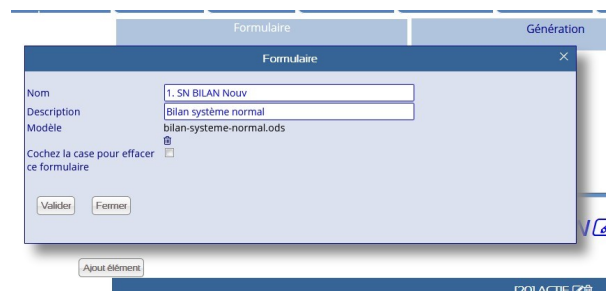 Formulaire
Génération
Formulaire
Nom
1. SN BILAN Nouv
Description
Bilan système normal
Modèle
bilan-systeme-normal.ods
Cochez la case pour effacer
ce formulaire
Valider
Fermer
Ajout élément